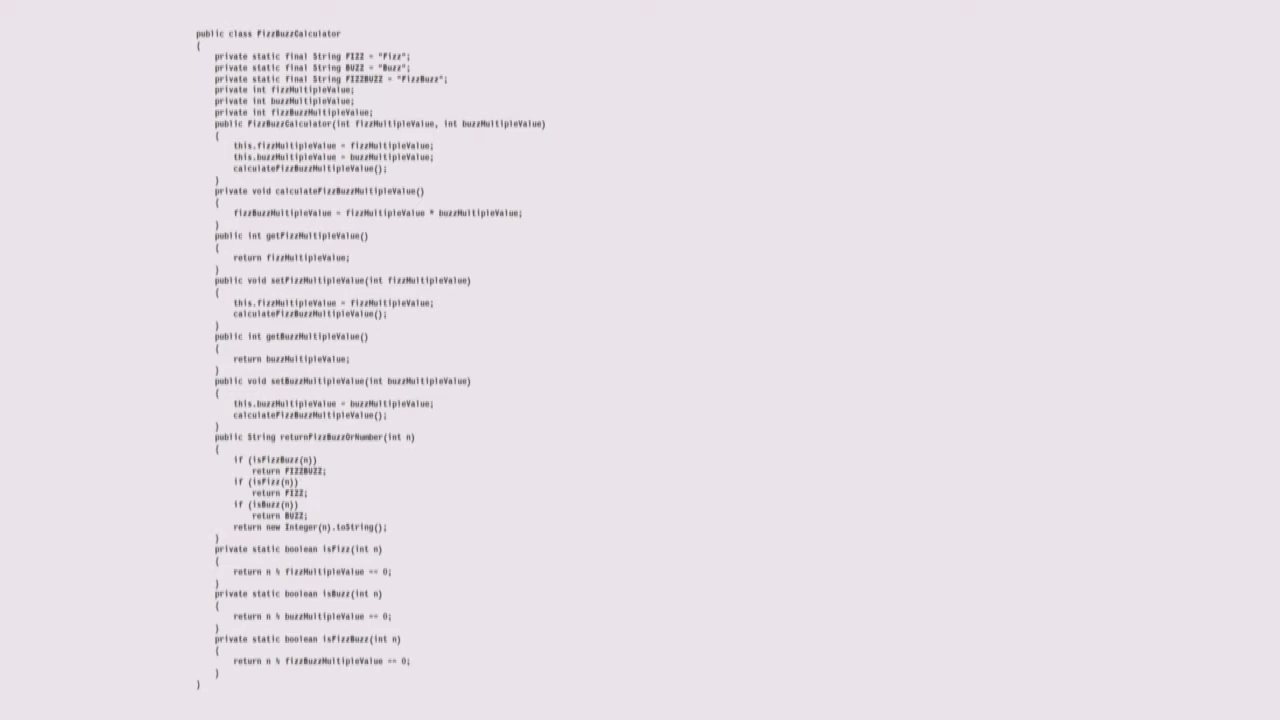 public class FizzBuzzCalculator
{
private static final String FIZZ = "Fizz";
private static final String BUZZ = "Buzz";
private static final String FIZZBUZZ = "FizzBuzz";
private int fizzMultipleValue;
private int buzzMultipleValue;
private int fizzBuzzMultipleValue;
public FizzBuzzCalculator(int fizzMultipleValue, int buzzMultipleValue)
{
this.fizzMultipleValue = fizzMultipleValue;
this.buzzMultipleValue = buzzMultipleValue;
calculateFizzBuzzMultipleValue();
}
private void calculateFizzBuzzMultipleValue()
{
fizzBuzzMultipleValue = fizzMultipleValue * buzzMultipleValue;
}
public int getFizzMultipleValue()
{
return fizzMultipleValue;
}
public void setFizzMultipleValue(int fizzMultipleValue)
{
this.fizzMultipleValue = fizzMultipleValue;
calculateFizzBuzzMultipleValue();
}
public int getBuzzMultipleValue()
{
return buzzMultipleValue;
}
public void setBuzzMultipleValue(int buzzMultipleValue)
{
this.buzzMultipleValue = buzzMultipleValue;
calculateFizzBuzzMultipleValue();
}
public String returnFizzBuzzOrNumber(int n)
{
if (isFizzBuzz(n))
return FIZZBUZZ;
if (isFizz(n))
return FIZZ;
if (isBuzz(n))
return BUZZ;
return new Integer(n).toString();
}
private static boolean isFizz(int n)
{
return n % fizzMultipleValue == 0;
}
private static boolean isBuzz(int n)
{
return n % buzzMultipleValue == 0;
}
private static boolean isFizzBuzz(int n)
{
return n % fizzBuzzMultipleValue == 0;
}
}